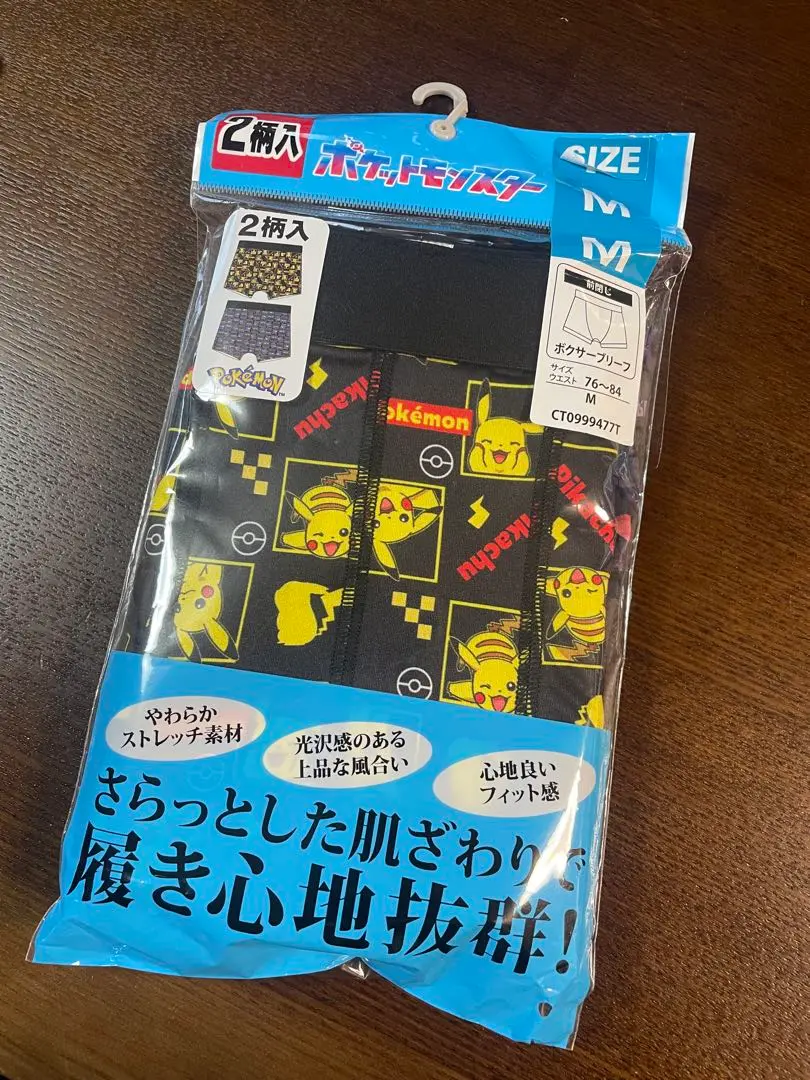 2柄入
ポケットモンスター
SIZE
M
M
2柄入
POKéMON
前閉じ
ボクサーブリーフ
サイズ
ウエスト 76～84
M
CT0999477T
Pikachu
Pokémon
Pikachu
Pikachu
やわらか
ストレッチ素材
光沢感のある
上品な風合い
心地良い
フィット感
さらっとした肌ざわりで
履き心地抜群!